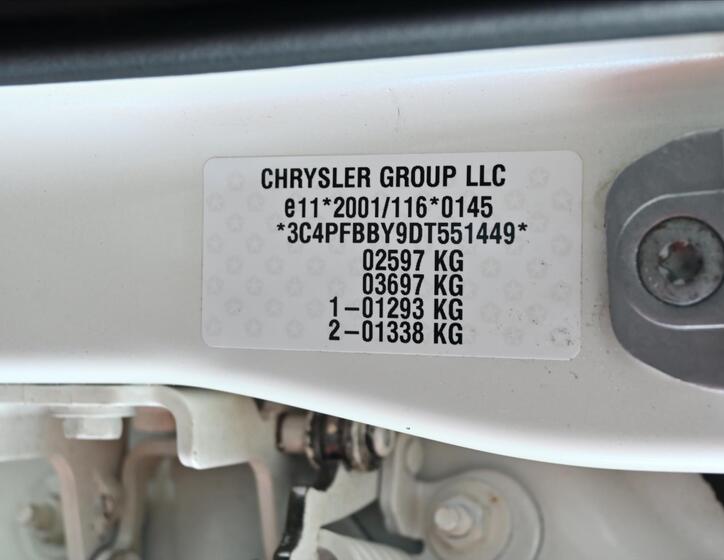 CHRYSLER GROUP LLC
e11*2001/116*0145
*3C4PFBBY9DT551449*
02597 KG
03697 KG
1-01293 KG
2-01338 KG